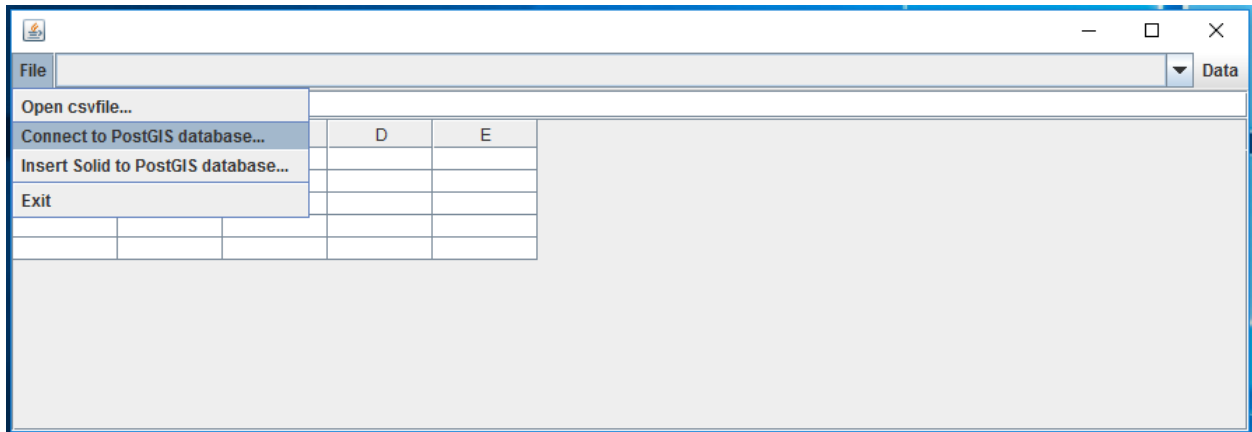 File Data
Open csvfile...
Connect to PostGIS database...
D E
Insert Solid to PostGIS database...
Exit